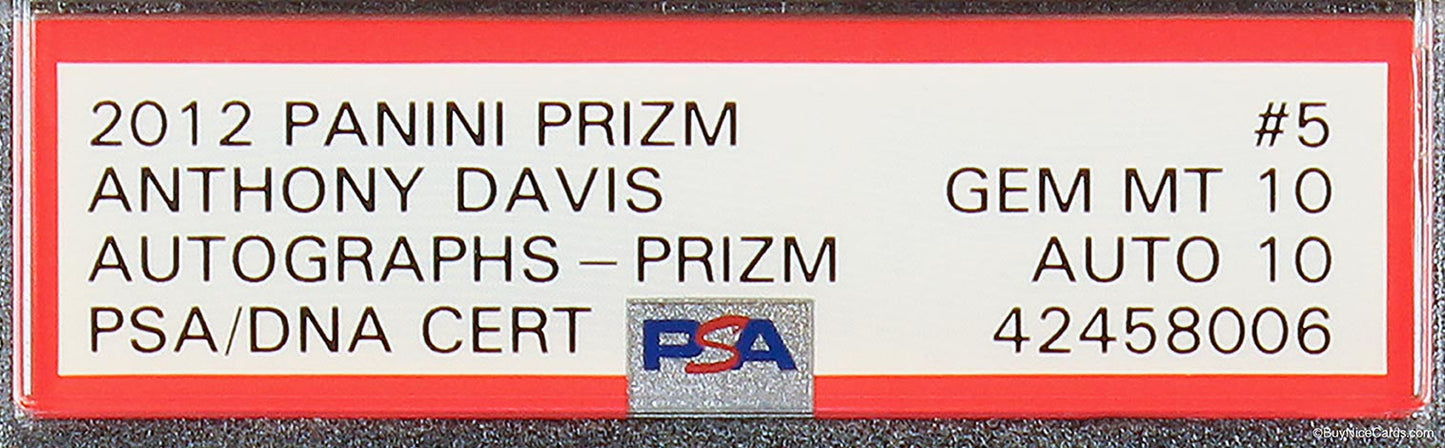 2012 PANINI PRIZM #5
ANTHONY DAVIS GEM MT 10
AUTOGRAPHS – PRIZM AUTO 10
PSA/DNA CERT PSA 42458006
©BuyNiceCards.com